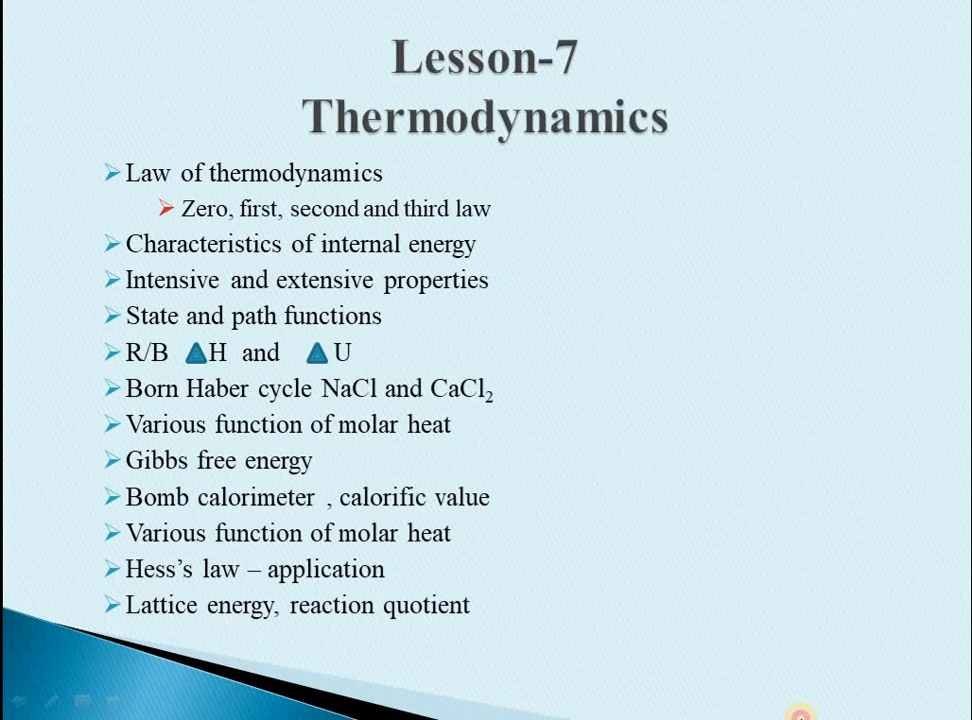 Lesson-7
Thermodynamics
Law of thermodynamics
Zero, first, second and third law
Characteristics of internal energy
Intensive and extensive properties
State and path functions
R/B ▲H and ▲U
Born Haber cycle NaCl and CaCl₂
Various function of molar heat
Gibbs free energy
Bomb calorimeter , calorific value
Various function of molar heat
Hess’s law – application
Lattice energy, reaction quotient